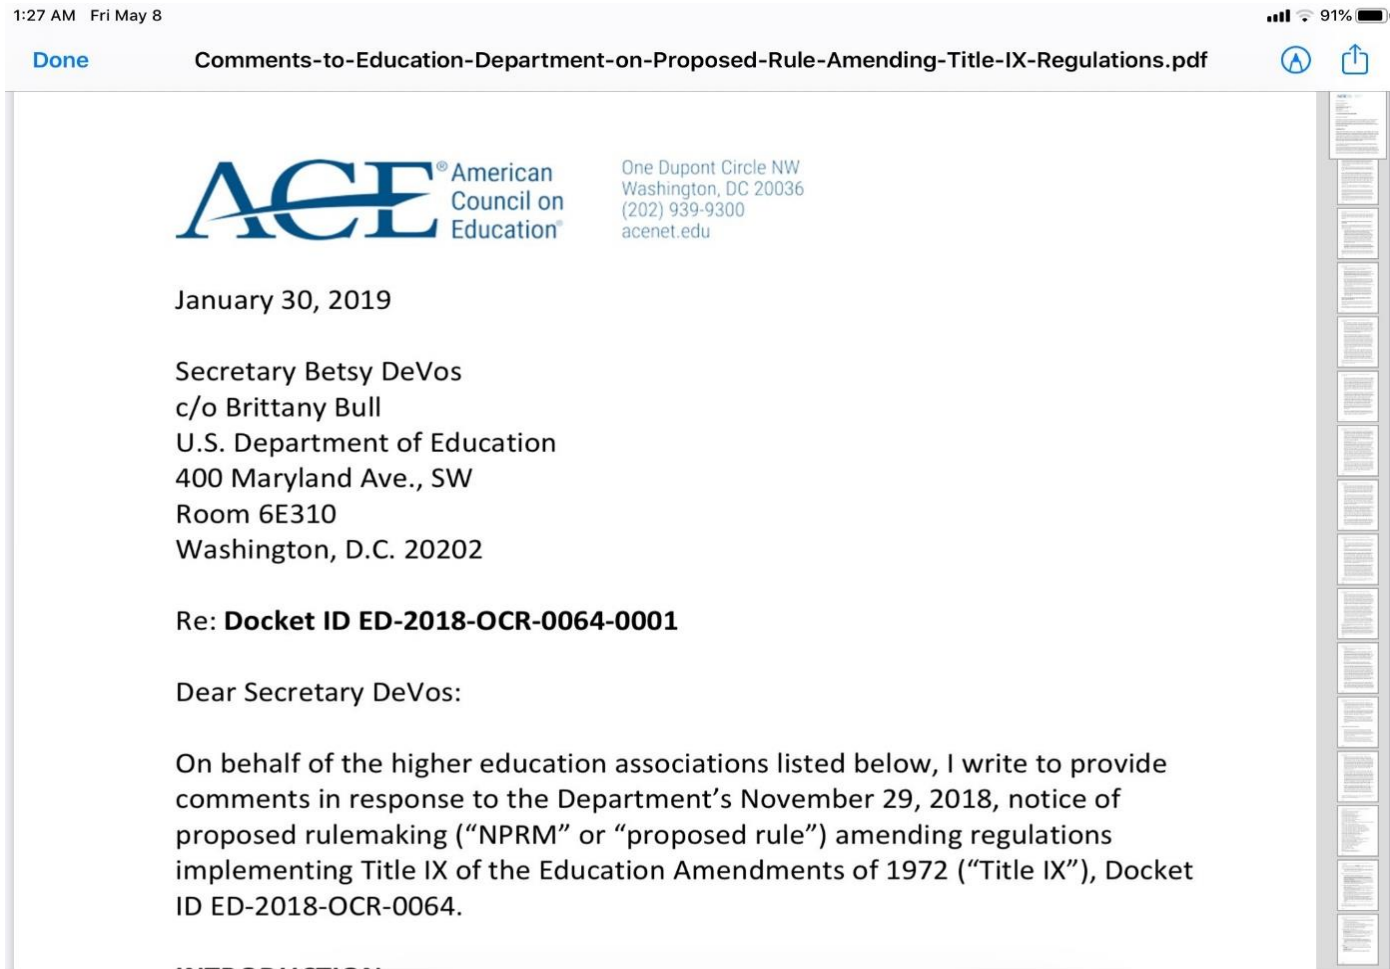 1:27 AM Fri May 8
91%
Done
Comments-to-Education-Department-on-Proposed-Rule-Amending-Title-IX-Regulations.pdf
ACE® American
Council on
Education®
One Dupont Circle NW
Washington, DC 20036
(202) 939-9300
acenet.edu
January 30, 2019
Secretary Betsy DeVos
c/o Brittany Bull
U.S. Department of Education
400 Maryland Ave., SW
Room 6E310
Washington, D.C. 20202
Re: Docket ID ED-2018-OCR-0064-0001
Dear Secretary DeVos:
On behalf of the higher education associations listed below, I write to provide
comments in response to the Department’s November 29, 2018, notice of
proposed rulemaking (“NPRM” or “proposed rule”) amending regulations
implementing Title IX of the Education Amendments of 1972 (“Title IX”), Docket
ID ED-2018-OCR-0064.